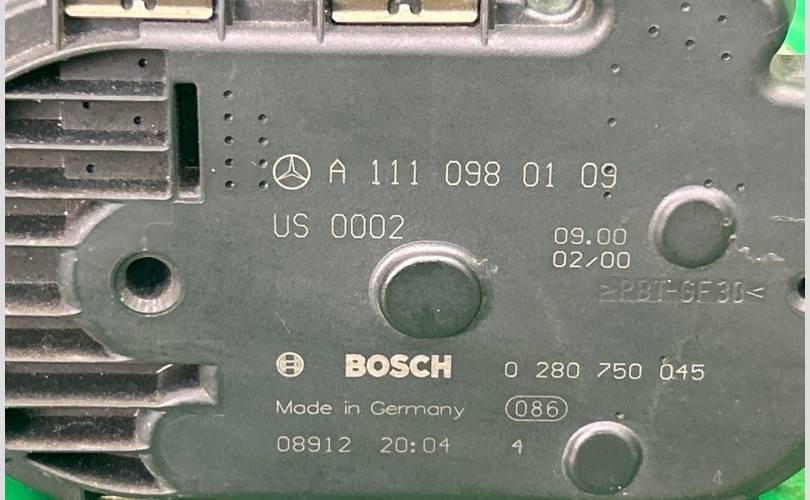 A 111 098 01 09
US 0002
09.00
02/00
>PBT-GF30<
BOSCH 0 280 750 045
Made in Germany 086
08912 20:04 4